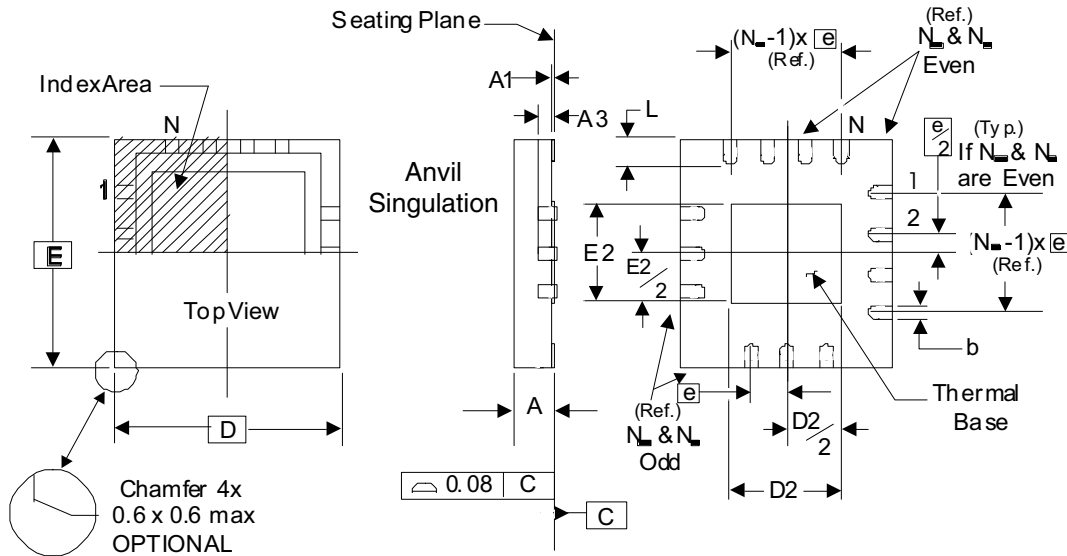 Seating Plane
IndexArea
N
1
E
TopView
D
Chamfer 4x
0.6 x 0.6 max
OPTIONAL
A1
A3
L
Anvil
Singulation
A
0.08 C
C
(N -1)x e
(Ref.)
(Ref.)
N & N
Even
N
e
2
(Typ.)
If N & N
are Even
1
2
(N -1)x e
(Ref.)
E2
E2
2
b
Thermal
Base
e
(Ref.)
N & N
Odd
D2
2
D2